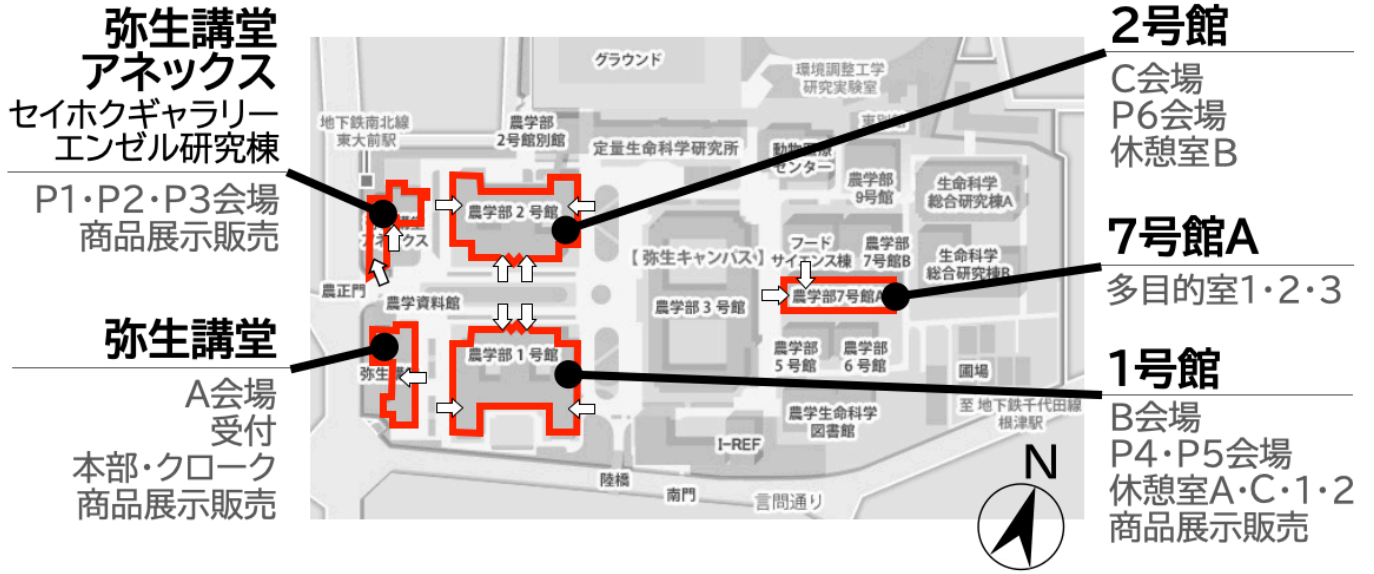 弥生講堂
アネックス
セイホクギャラリー
エンゼル研究棟
P1・P2・P3会場
商品展示販売
弥生講堂
A会場
受付
本部・クローク
商品展示販売
グラウンド
環境調整工学
研究実験室
地下鉄南北線
東大前駅
農学部
2号館別館
定量生命科学研究所
東別館
動物医療
センター
農学部
9号館
生命科学
総合研究棟A
農学部2号館
アネックス
【弥生キャンパス】
フード
サイエンス棟
農学部
7号館B
生命科学
総合研究棟B
農正門
農学資料館
農学部3号館
農学部7号館A
農学部1号館
農学部
5号館
農学部
6号館
圃場
弥生
農学生命科学
図書館
至 地下鉄千代田線
根津駅
I-REF
陸橋
南門
言問通り
N
2号館
C会場
P6会場
休憩室B
7号館A
多目的室1・2・3
1号館
B会場
P4・P5会場
休憩室A・C・1・2
商品展示販売